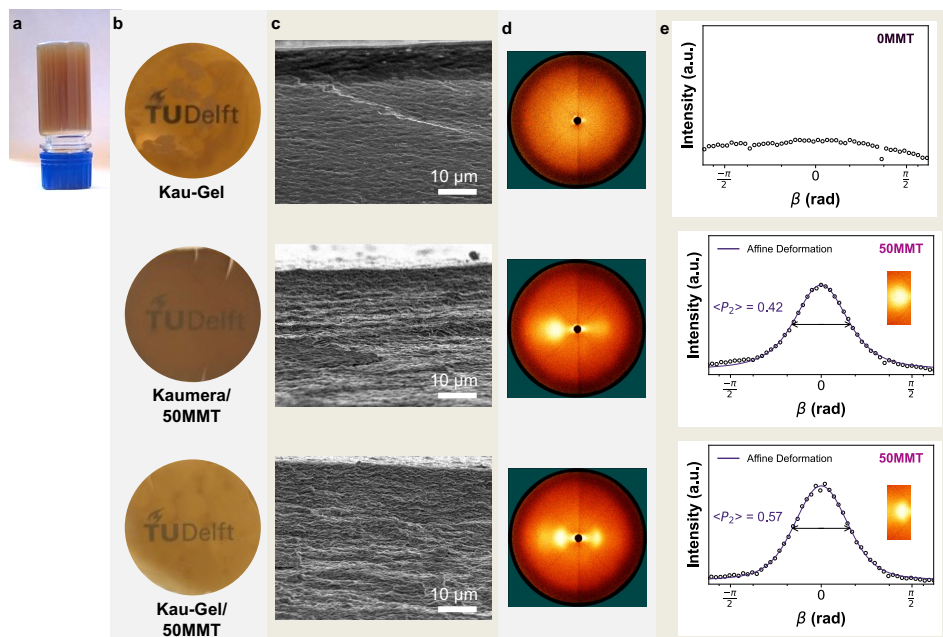 a
b
c
d
e
TUDelft
Kau-Gel
10 µm
0MMT
Intensity (a.u.)
-π/2
0
π/2
β (rad)
TUDelft
Kaumera/
50MMT
10 µm
Affine Deformation
50MMT
<P₂> = 0.42
Intensity (a.u.)
-π/2
0
π/2
β (rad)
TUDelft
Kau-Gel/
50MMT
10 µm
Affine Deformation
50MMT
<P₂> = 0.57
Intensity (a.u.)
-π/2
0
π/2
β (rad)